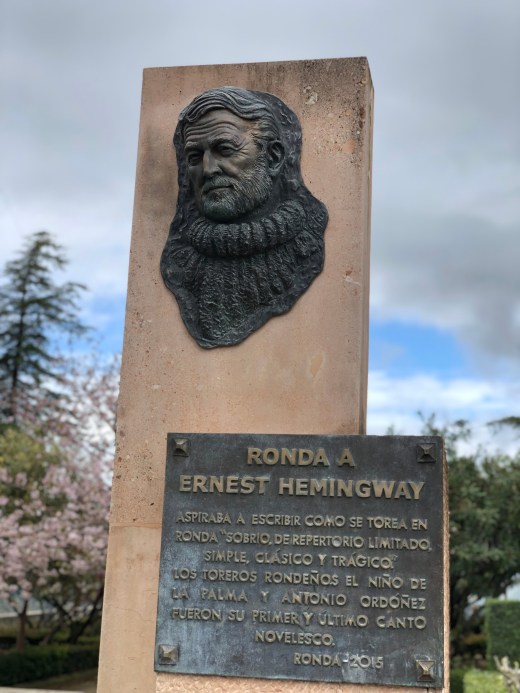 RONDA A
ERNEST HEMINGWAY
ASPIRABA A ESCRIBIR COMO SE TOREA EN
RONDA "SOBRIO, DE REPERTORIO LIMITADO,
SIMPLE, CLÁSICO Y TRÁGICO."
LOS TOREROS RONDEÑOS EL NIÑO DE
LA PALMA Y ANTONIO ORDÓÑEZ
FUERON SU PRIMER Y ÚLTIMO CANTO
NOVELESCO.
RONDA-2015